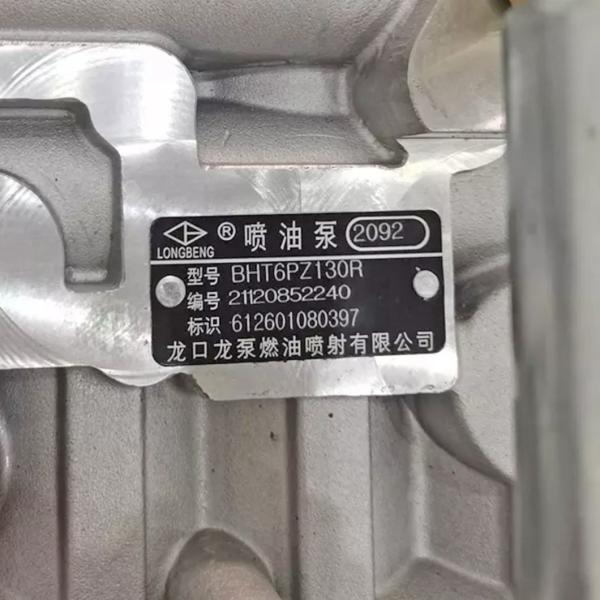 LONGBENG ® 喷油泵 2092
型号 BHT6PZ130R
编号 21120852240
标识 612601080397
龙口龙泵燃油喷射有限公司